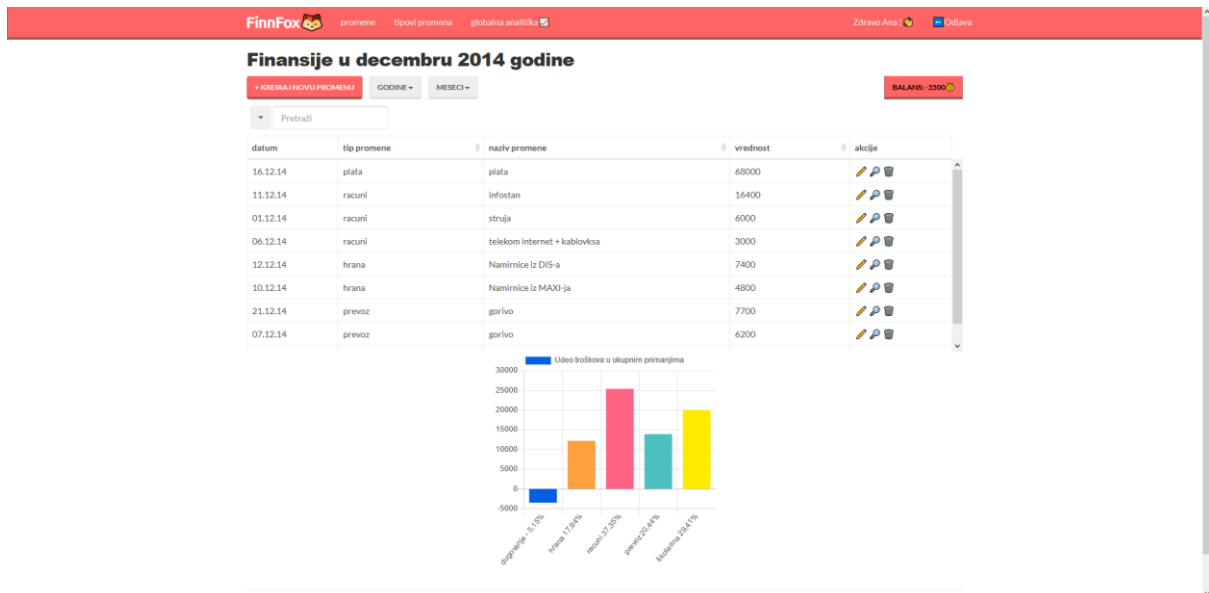 FinnFox promene tipovi promena globalna analitika Zdravo Ana ! Odjava
Finansije u decembru 2014 godine
+ KREIRAJ NOVU PROMENU GODINE MESECI BALANS: -3500
Pretraži
datum tip promene naziv promene vrednost akcije
16.12.14 plata plata 68000
11.12.14 racuni infostan 16400
01.12.14 racuni struja 6000
06.12.14 racuni telekom internet + kablovksa 3000
12.12.14 hrana Namirnice iz DIS-a 7400
10.12.14 hrana Namirnice iz MAXI-ja 4800
21.12.14 prevoz gorivo 7700
07.12.14 prevoz gorivo 6200
Udeo troškova u ukupnim primanjima
30000
25000
20000
15000
10000
5000
0
-5000
dugovanje - 5,15%
hrana 17,94%
racuni 37,35%
prevoz 20,44%
školarina 29,41%